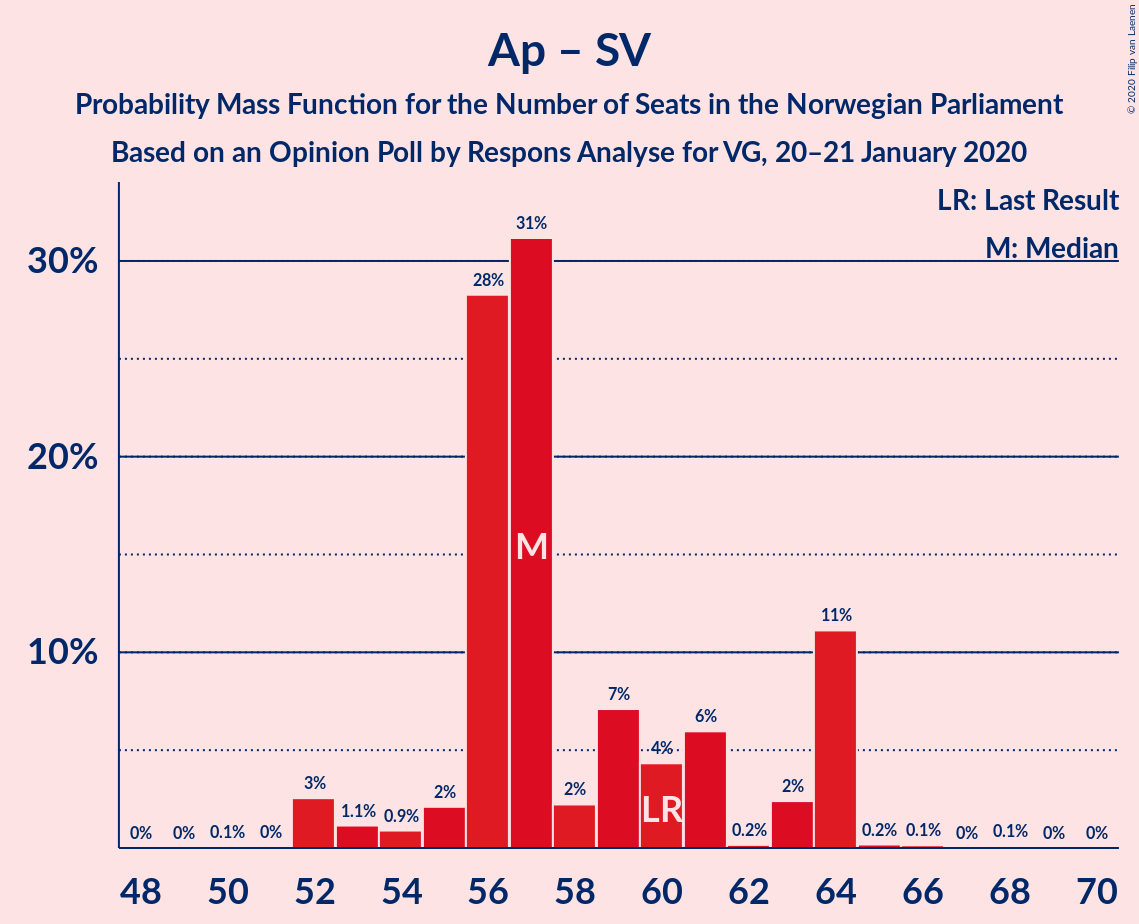 Ap – SV
Probability Mass Function for the Number of Seats in the Norwegian Parliament
Based on an Opinion Poll by Respons Analyse for VG, 20–21 January 2020
© 2020 Filip van Laenen
LR: Last Result
M: Median
30%
20%
10%
0%
0%
0.1%
0%
3%
1.1%
0.9%
2%
28%
31%
2%
7%
4%
6%
0.2%
2%
11%
0.2%
0.1%
0%
0.1%
0%
0%
M
LR
48 50 52 54 56 58 60 62 64 66 68 70